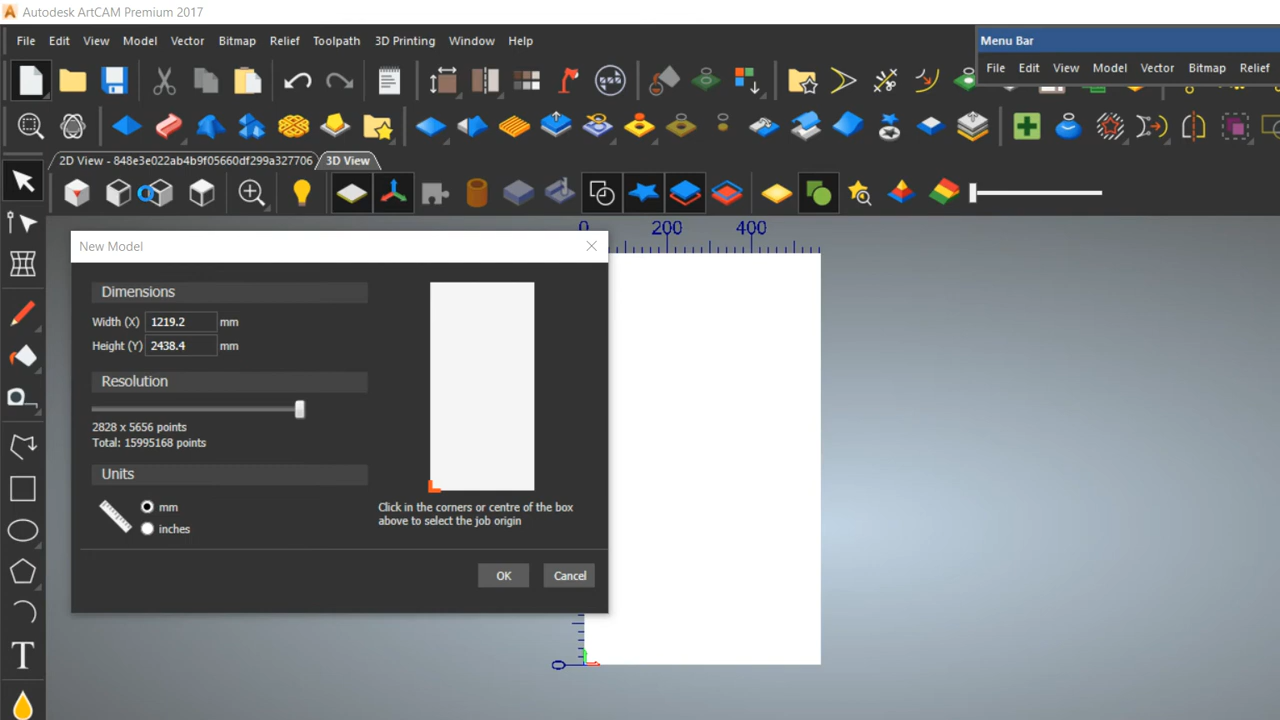 Autodesk ArtCAM Premium 2017
File Edit View Model Vector Bitmap Relief Toolpath 3D Printing Window Help
Menu Bar
File Edit View Model Vector Bitmap Relief
2D View - 848e3e022ab4b9f05660df299a327706 3D View
0 200 400
New Model
Dimensions
Width (X) 1219.2 mm
Height (Y) 2438.4 mm
Resolution
2828 x 5656 points
Total: 15995168 points
Units
mm
inches
Click in the corners or centre of the box
above to select the job origin
OK Cancel
T
0